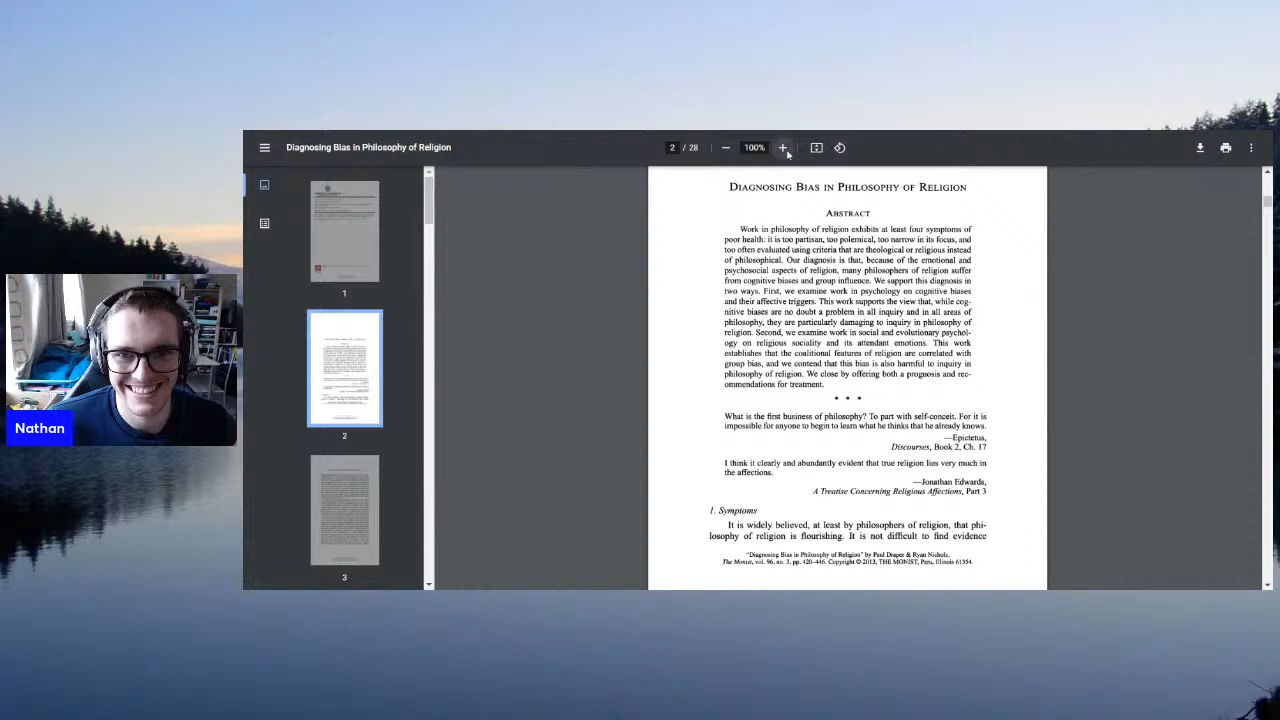 Diagnosing Bias in Philosophy of Religion
2 / 28
100%
DIAGNOSING BIAS IN PHILOSOPHY OF RELIGION
ABSTRACT
Work in philosophy of religion exhibits at least four symptoms of
poor health: it is too partisan, too polemical, too narrow in its focus, and
too often evaluated using criteria that are theological or religious instead
of philosophical. Our diagnosis is that, because of the emotional and
psychosocial aspects of religion, many philosophers of religion suffer
from cognitive biases and group influence. We support this diagnosis in
two ways. First, we examine work in psychology on cognitive biases
and their affective triggers. This work supports the view that, while cog-
nitive biases are no doubt a problem in all inquiry and in all areas of
philosophy, they are particularly damaging to inquiry in philosophy of
religion. Second, we examine work in social and evolutionary psychol-
ogy on religious sociality and its attendant emotions. This work
establishes that the coalitional features of religion are correlated with
group bias, and we contend that this bias is also harmful to inquiry in
philosophy of religion. We close by offering both a prognosis and rec-
ommendations for treatment.
* * *
What is the first business of philosophy? To part with self-conceit. For it is
impossible for anyone to begin to learn what he thinks that he already knows.
—Epictetus,
Discourses, Book 2, Ch. 17
I think it clearly and abundantly evident that true religion lies very much in
the affections.
—Jonathan Edwards,
A Treatise Concerning Religious Affections, Part 3
1. Symptoms
It is widely believed, at least by philosophers of religion, that phi-
losophy of religion is flourishing. It is not difficult to find evidence
"Diagnosing Bias in Philosophy of Religion" by Paul Draper & Ryan Nichols,
The Monist, vol. 96, no. 3, pp. 420–446. Copyright © 2013, THE MONIST, Peru, Illinois 61354.
1
2
3
Nathan